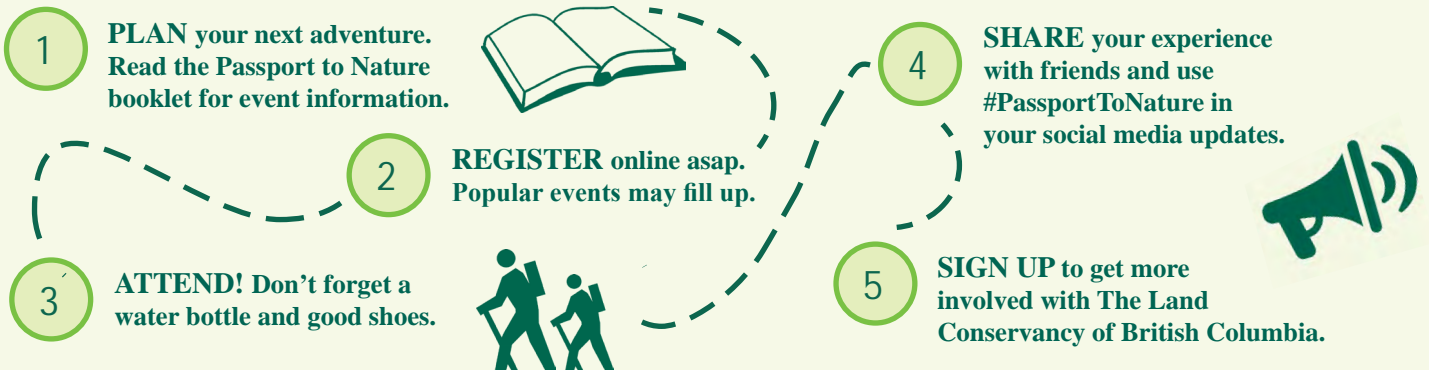 1
PLAN your next adventure.
Read the Passport to Nature
booklet for event information.
2
REGISTER online asap.
Popular events may fill up.
3
ATTEND! Don't forget a
water bottle and good shoes.
4
SHARE your experience
with friends and use
#PassportToNature in
your social media updates.
5
SIGN UP to get more
involved with The Land
Conservancy of British Columbia.